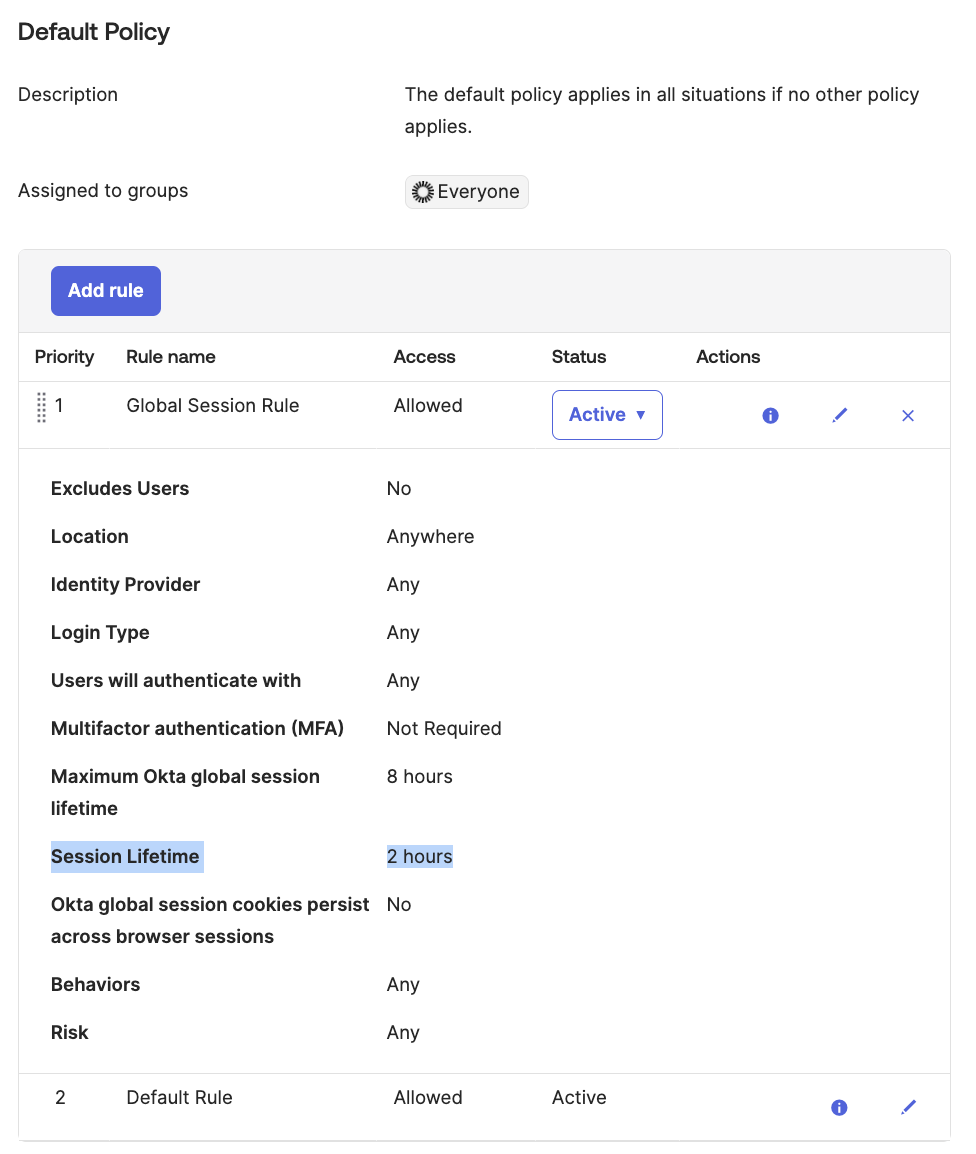 Default Policy
Description The default policy applies in all situations if no other policy
applies.
Assigned to groups Everyone
Add rule
Priority Rule name Access Status Actions
1 Global Session Rule Allowed Active
Excludes Users No
Location Anywhere
Identity Provider Any
Login Type Any
Users will authenticate with Any
Multifactor authentication (MFA) Not Required
Maximum Okta global session 8 hours
lifetime
Session Lifetime 2 hours
Okta global session cookies persist No
across browser sessions
Behaviors Any
Risk Any
2 Default Rule Allowed Active